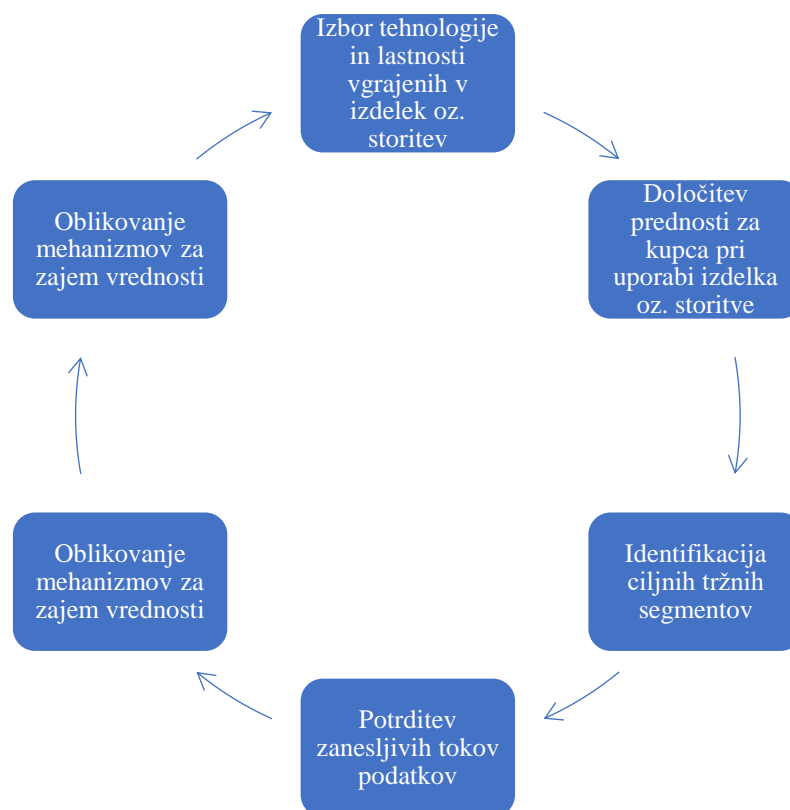 Izbor tehnologije
in lastnosti
vgrajenih v
izdelek oz.
storitev
Določitev
prednosti za
kupca pri
uporabi izdelka
oz. storitve
Identifikacija
ciljnih tržnih
segmentov
Potrditev
zanesljivih tokov
podatkov
Oblikovanje
mehanizmov za
zajem vrednosti
Oblikovanje
mehanizmov za
zajem vrednosti